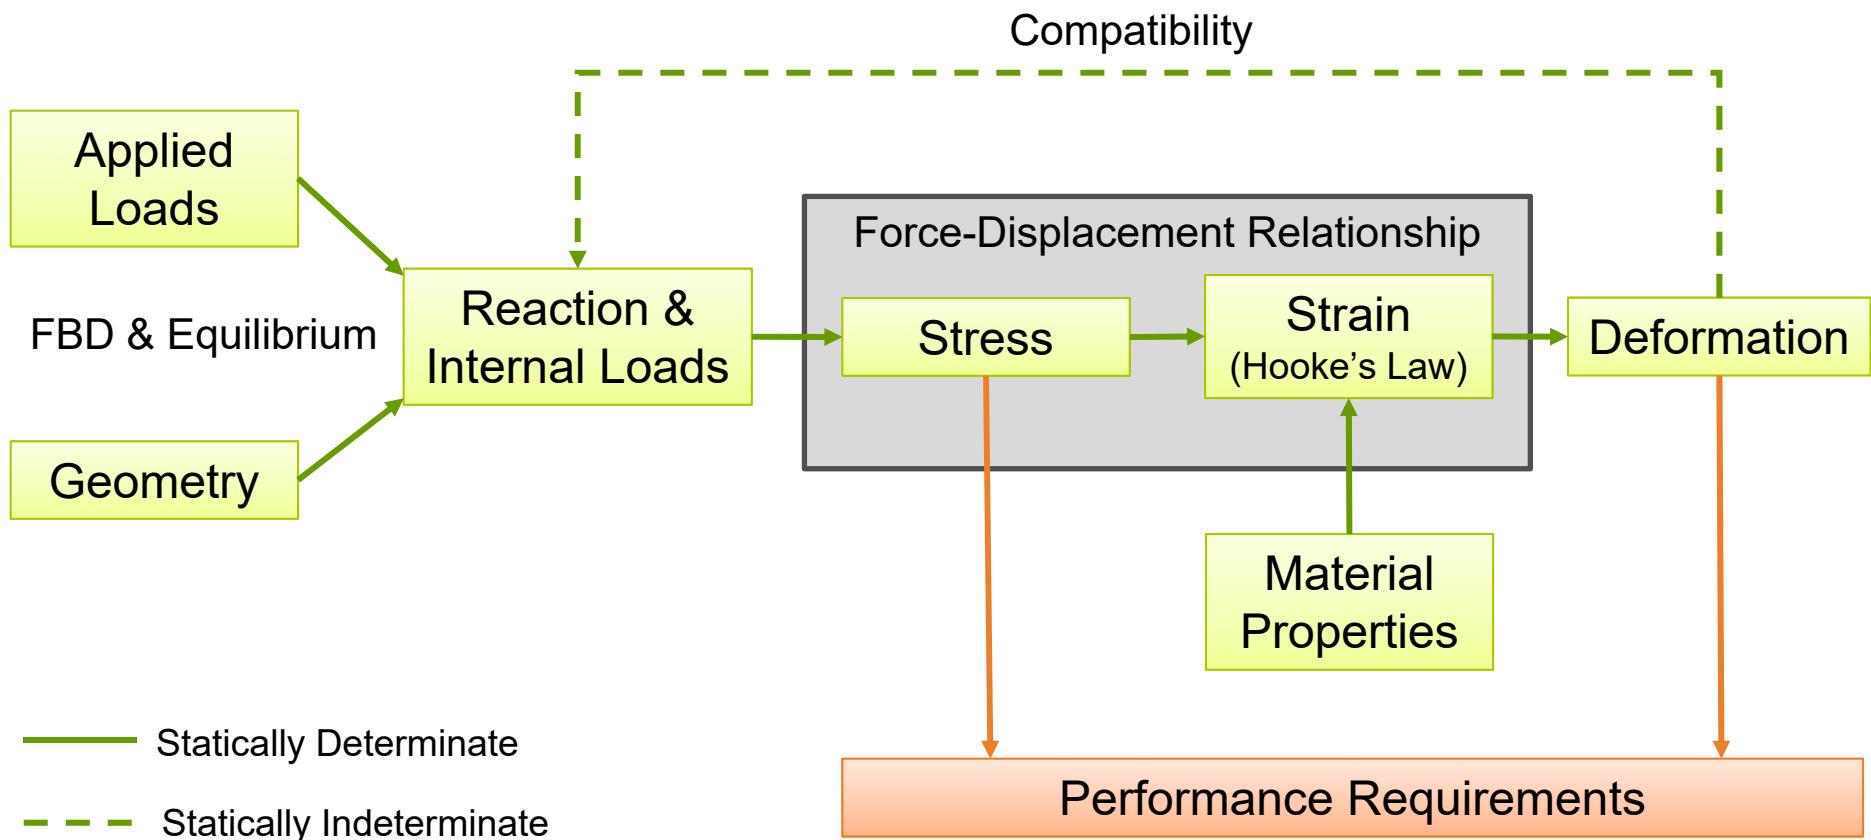 Compatibility
Applied
Loads
Force-Displacement Relationship
FBD & Equilibrium
Reaction &
Internal Loads
Stress
Strain
(Hooke’s Law)
Deformation
Geometry
Material
Properties
Statically Determinate
Statically Indeterminate
Performance Requirements